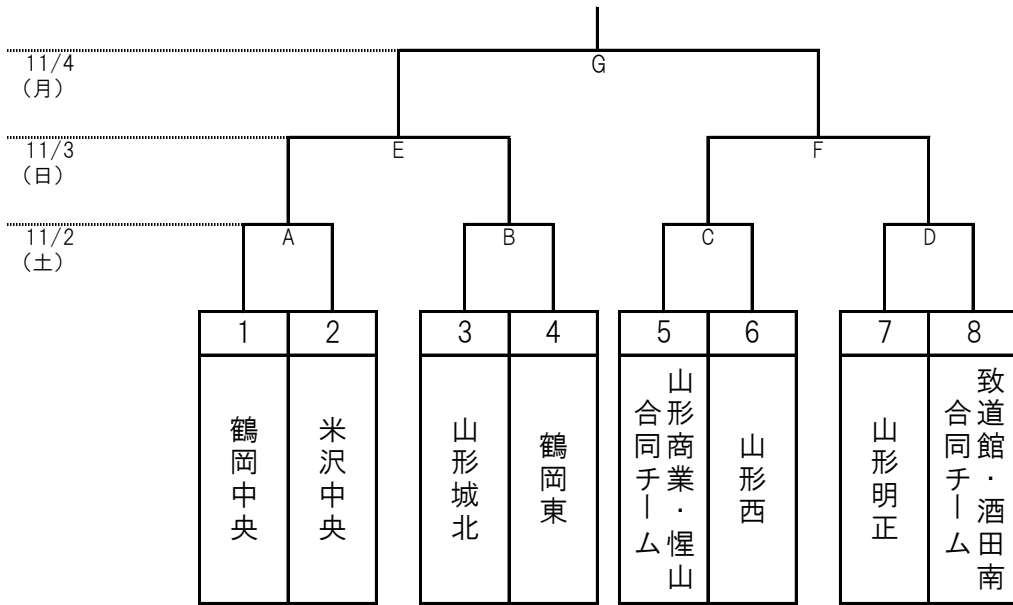 11/4
(月)
G
11/3
(日)
E
F
11/2
(土)
A
B
C
D
1
2
3
4
5
6
7
8
鶴岡中央
米沢中央
山形城北
鶴岡東
山形商業・惺山
合同チーム
山形西
山形明正
致道館・酒田南
合同チーム